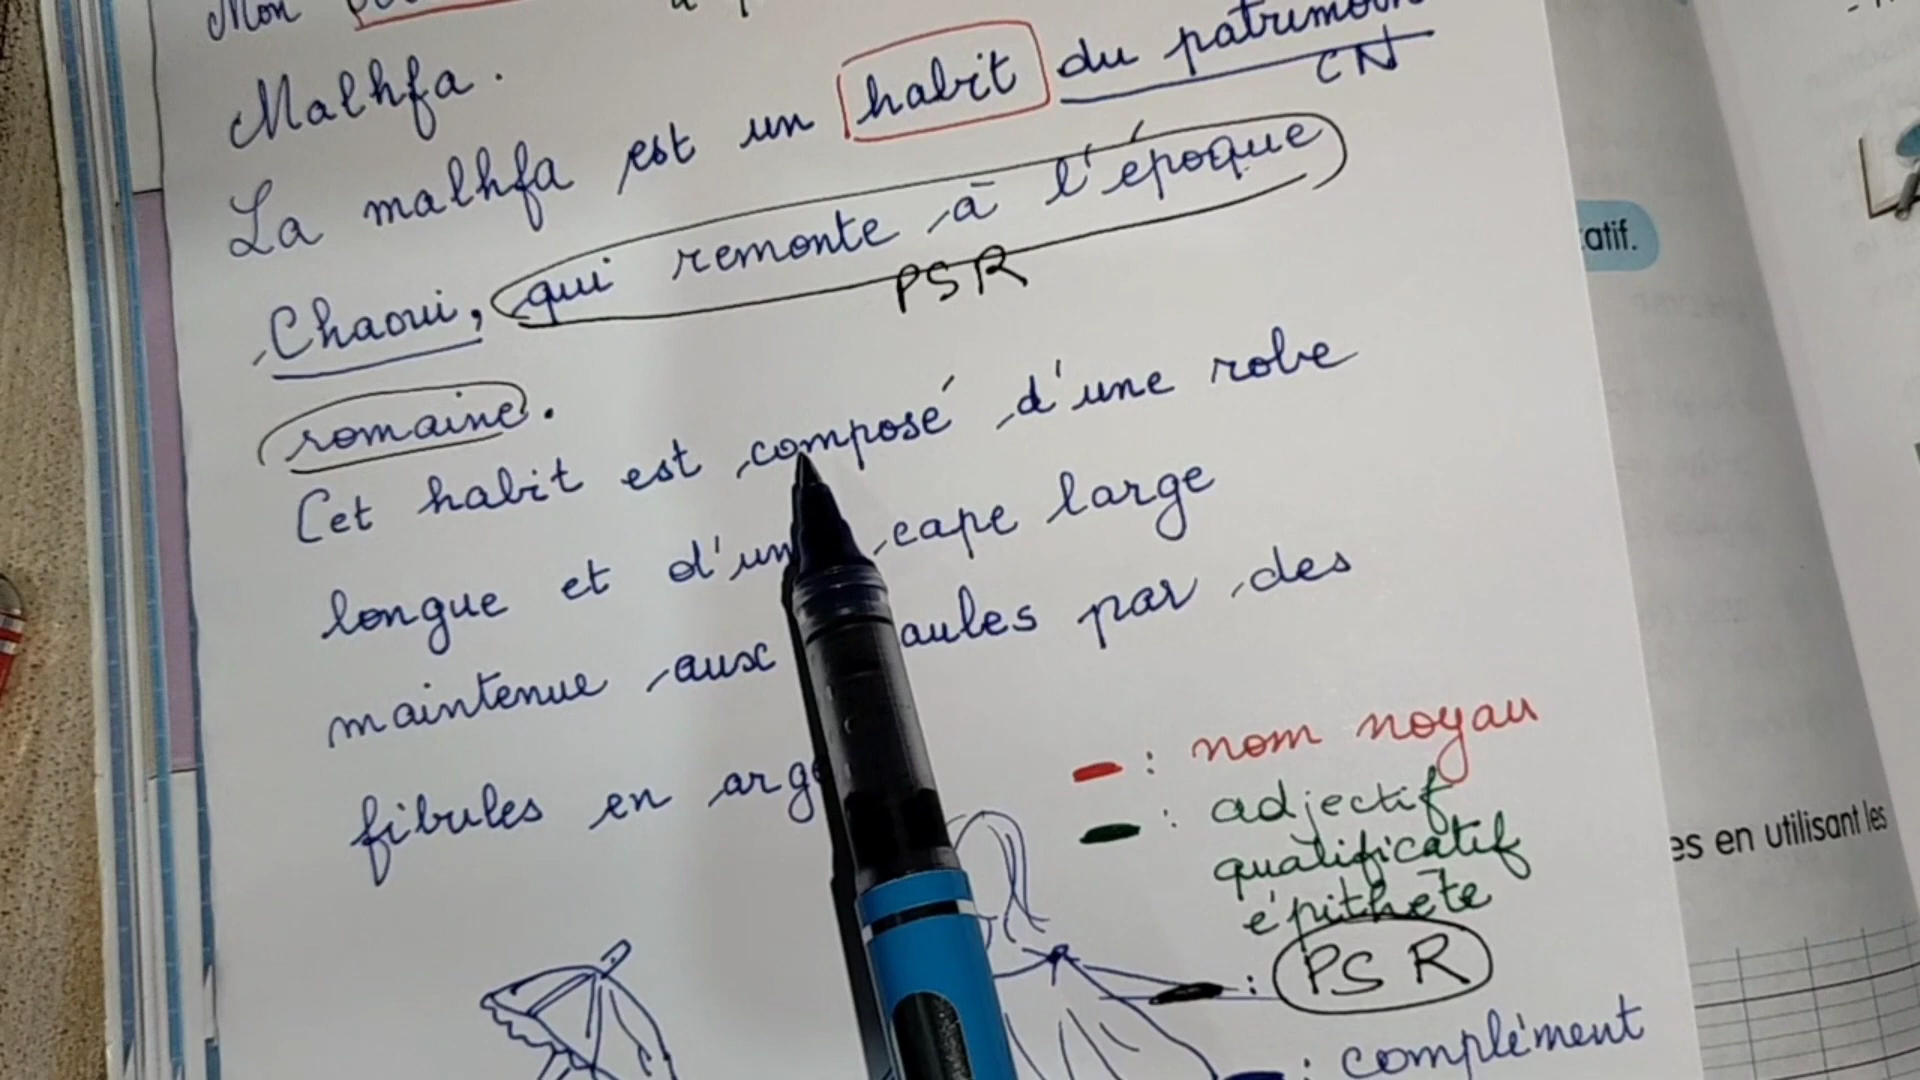 Mon
Malhfa.
La malhfa est un habit du patrimoin
CN
Chaoui, qui remonte à l'époque
PSR
romaine.
Cet habit est composé d'une robe
longue et d'un cape large
maintenue aux aules par des
fibules en arg
: nom noyau
: adjectif
qualificatif
épithète
: PSR
: complément
atif.
es en utilisant les